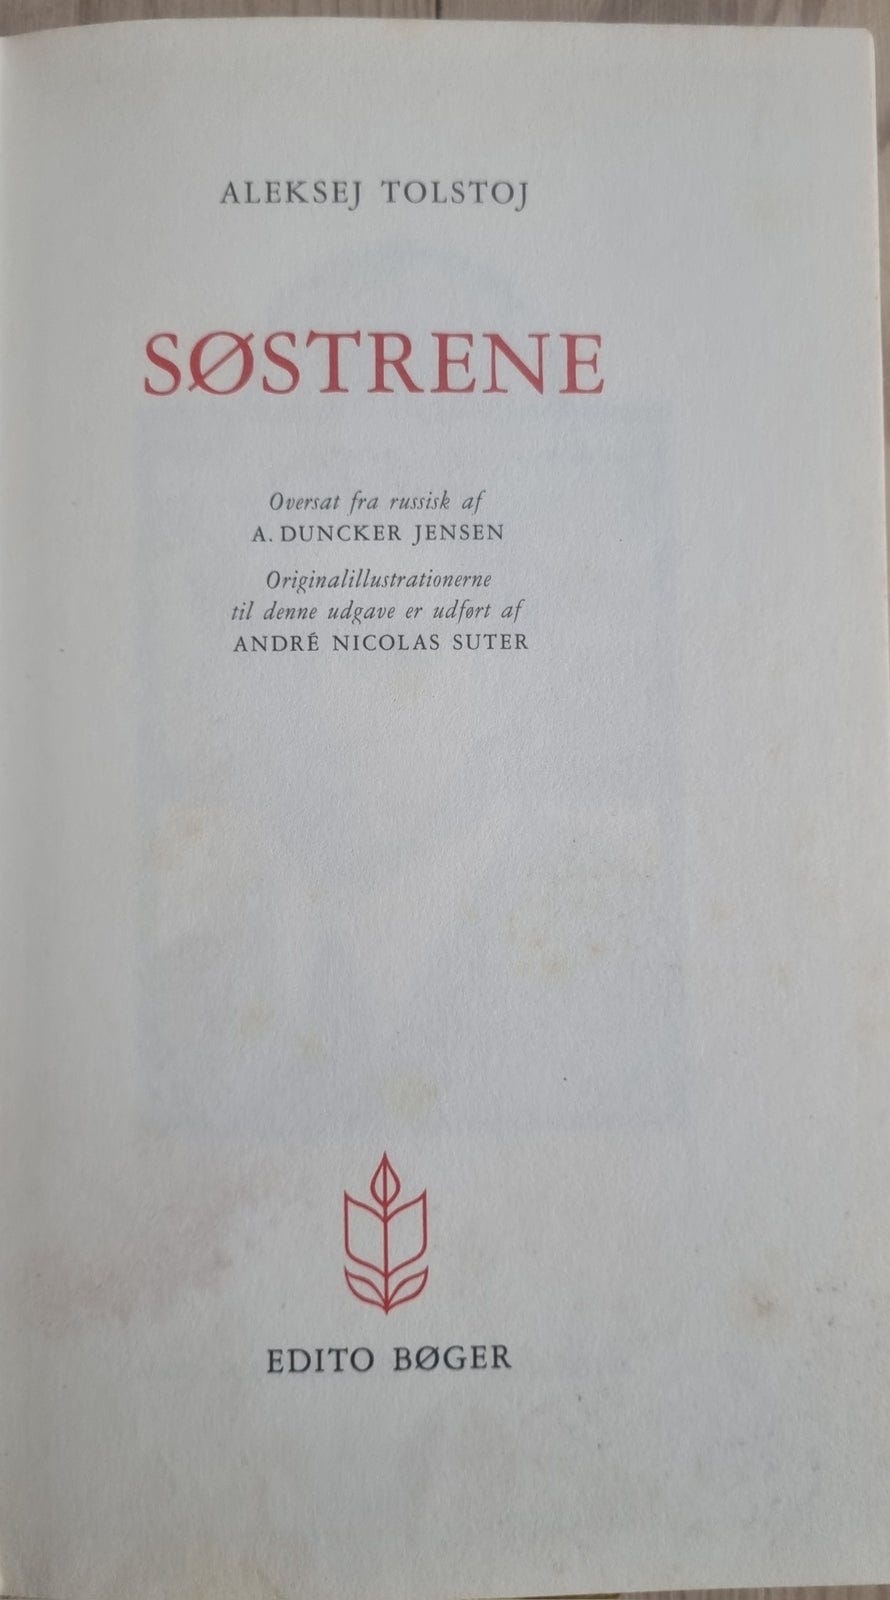 ALEKSEJ TOLSTOJ
SØSTRENE
Oversat fra russisk af
A. DUNCKER JENSEN
Originalillustrationerne
til denne udgave er udført af
ANDRÉ NICOLAS SUTER
EDITO BØGER